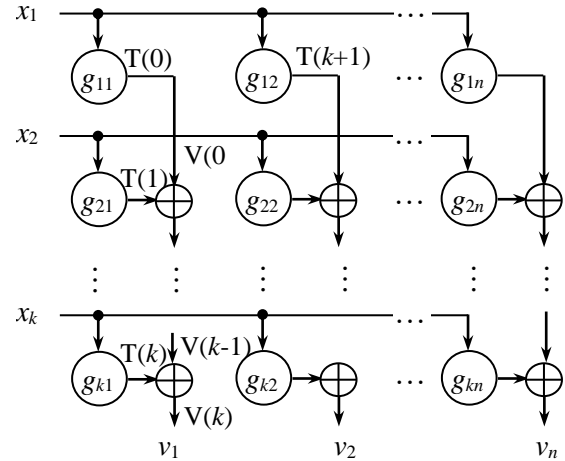 x1 ...
g11 T(0) g12 T(k+1) ... g1n
x2 ...
V(0
g21 T(1) g22 ... g2n
⋮ ⋮ ⋮ ⋮ ⋮ ⋮
xk ...
V(k-1)
gk1 T(k) gk2 ... gkn
V(k)
v1 v2 vn